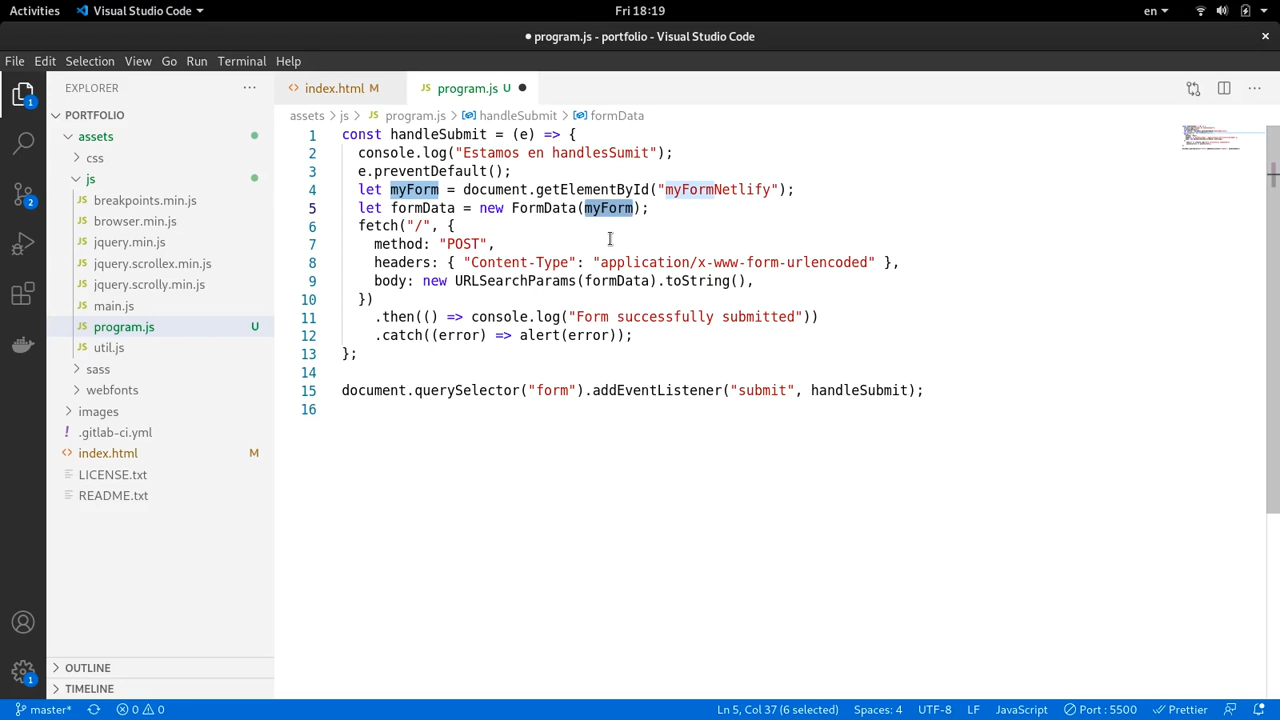 Activities Visual Studio Code Fri 18:19 en
program.js - portfolio - Visual Studio Code
File Edit Selection View Go Run Terminal Help
EXPLORER
index.html M
program.js U
PORTFOLIO
assets
css
js
breakpoints.min.js
browser.min.js
jquery.min.js
jquery.scrollex.min.js
jquery.scrolly.min.js
main.js
program.js U
util.js
sass
webfonts
images
.gitlab-ci.yml
index.html M
LICENSE.txt
README.txt
OUTLINE
TIMELINE
1
2
1
assets > js > JS program.js > handleSubmit > formData
1 const handleSubmit = (e) => {
2 console.log("Estamos en handlesSumit");
3 e.preventDefault();
4 let myForm = document.getElementById("myFormNetlify");
5 let formData = new FormData(myForm);
6 fetch("/", {
7 method: "POST",
8 headers: { "Content-Type": "application/x-www-form-urlencoded" },
9 body: new URLSearchParams(formData).toString(),
10 })
11 .then(() => console.log("Form successfully submitted"))
12 .catch((error) => alert(error));
13 };
14
15 document.querySelector("form").addEventListener("submit", handleSubmit);
16
master* 0 0 Ln 5, Col 37 (6 selected) Spaces: 4 UTF-8 LF JavaScript Port : 5500 Prettier